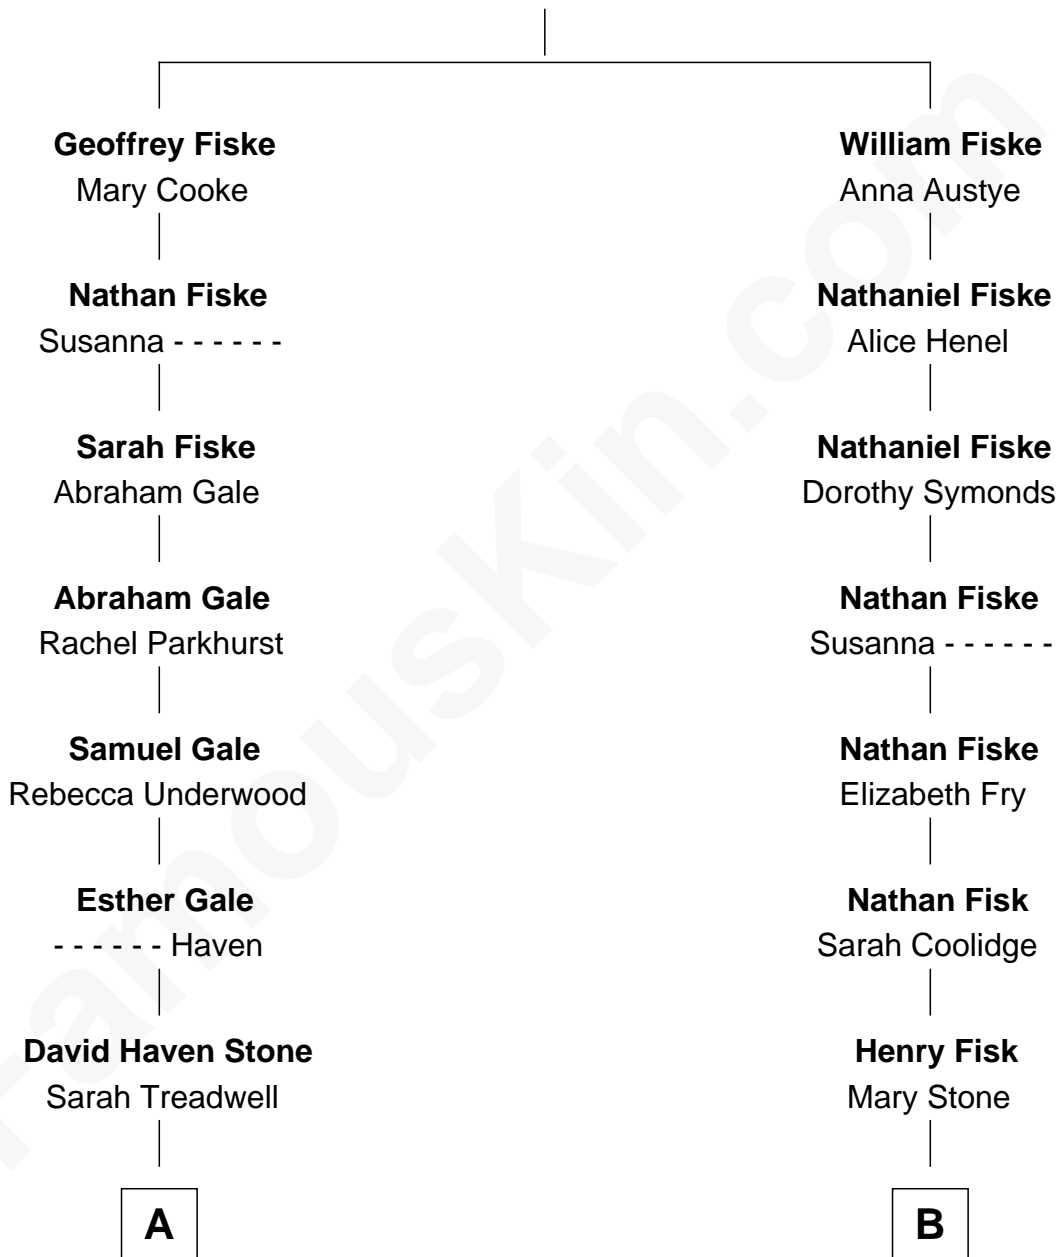 Geoffrey Fiske
Mary Cooke
Nathan Fiske
Susanna - - - - - -
Sarah Fiske
Abraham Gale
Abraham Gale
Rachel Parkhurst
Samuel Gale
Rebecca Underwood
Esther Gale
- - - - - - Haven
David Haven Stone
Sarah Treadwell
A
William Fiske
Anna Austye
Nathaniel Fiske
Alice Henel
Nathaniel Fiske
Dorothy Symonds
Nathan Fiske
Susanna - - - - - -
Nathan Fiske
Elizabeth Fry
Nathan Fisk
Sarah Coolidge
Henry Fisk
Mary Stone
B
FamousKin.com